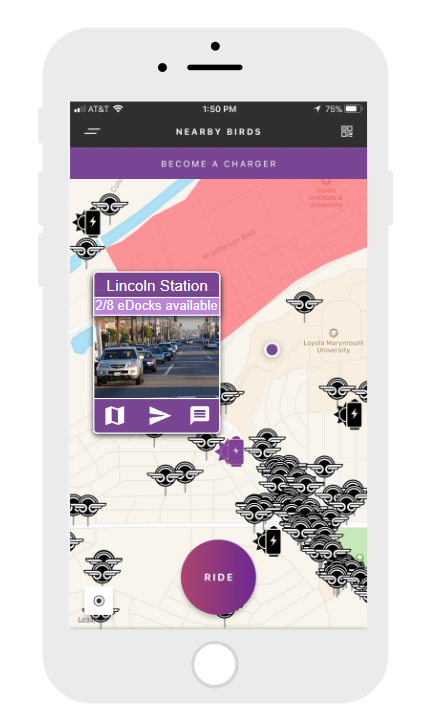 AT&T
1:50 PM
75%
NEARBY BIRDS
BECOME A CHARGER
Union
Institute &
University
W Jefferson Blvd
Lincoln Station
2/8 eDocks available
Loyola Marymount
University
RIDE
Legal